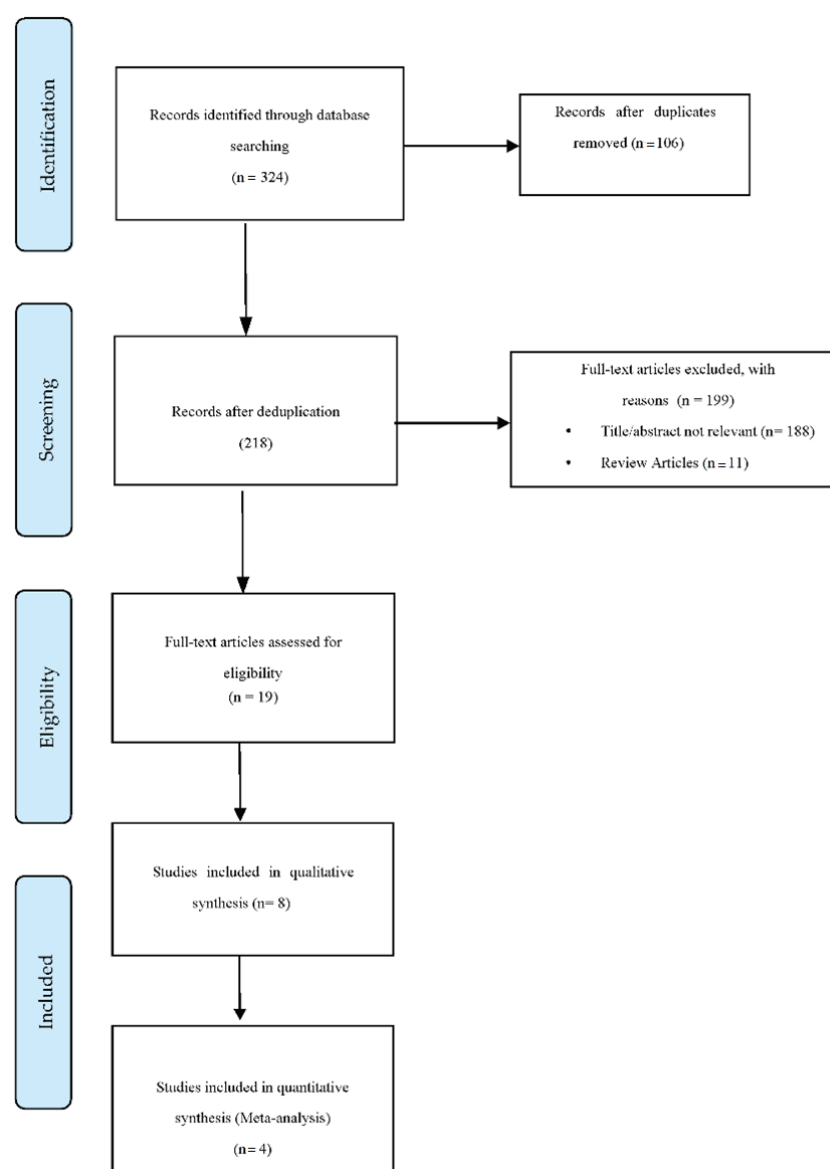 Identification
Records identified through database
searching
(n = 324)
Records after duplicates
removed (n = 106)
Screening
Records after deduplication
(218)
Full-text articles excluded, with
reasons (n = 199)
• Title/abstract not relevant (n= 188)
• Review Articles (n = 11)
Eligibility
Full-text articles assessed for
eligibility
(n = 19)
Studies included in qualitative
synthesis (n= 8)
Included
Studies included in quantitative
synthesis (Meta-analysis)
(n= 4)